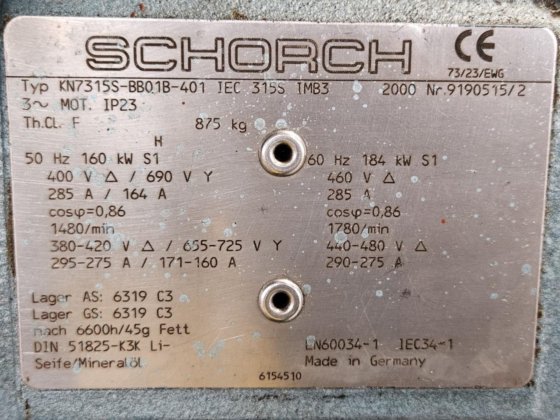 SCHORCH
CE
73/23/EWG
Typ KN7315S-BB01B-401 IEC 315S IMB3 2000 Nr.9190515/2
3~ MOT. IP23
Th.Cl. F 875 kg
H
50 Hz 160 kW S1 60 Hz 184 kW S1
400 V Δ / 690 V Y 460 V Δ
285 A / 164 A 285 A
cosφ=0,86 cosφ=0,86
1480/min 1780/min
380-420 V Δ / 655-725 V Y 440-480 V Δ
295-275 A / 171-160 A 290-275 A
Lager AS: 6319 C3
Lager GS: 6319 C3
nach 6600h/45g Fett
DIN 51825-K3K Li- EN60034-1 IEC34-1
Seife/Mineralöl Made in Germany
6154510